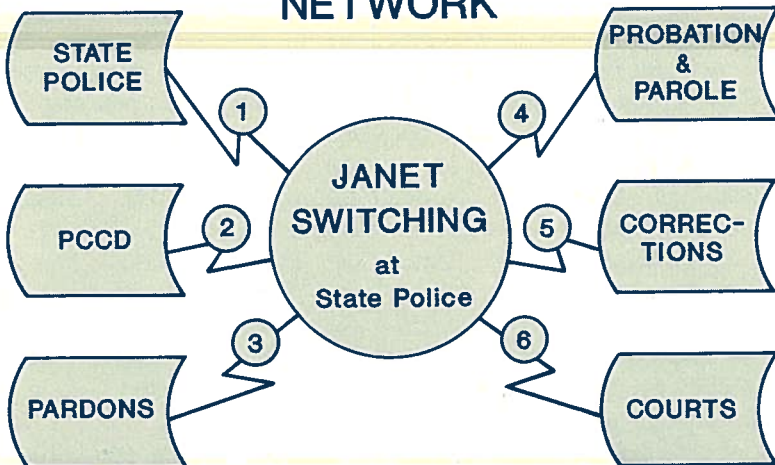 NETWORK
STATE
POLICE
1
PCCD
2
PARDONS
3
JANET
SWITCHING
at
State Police
4
PROBATION
&
PAROLE
5
CORREC-
TIONS
6
COURTS